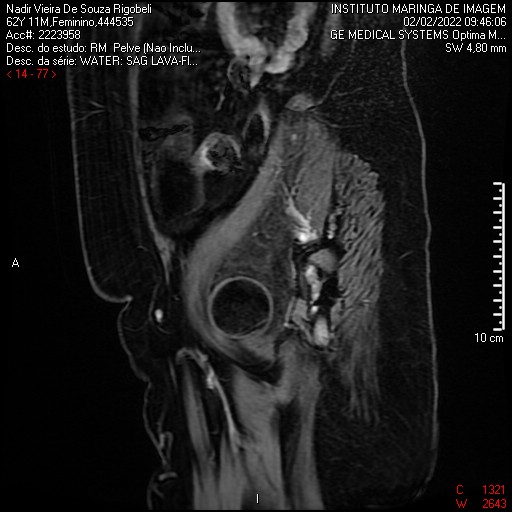 Nadir Vieira De Souza Rigobeli
62Y 11M,Feminino,444535
Acc#: 2223958
Desc. do estudo: RM Pelve (Nao Inclu...
Desc. da série: WATER: SAG LAVA-Fl...
< 14 - 77 >
INSTITUTO MARINGA DE IMAGEM
02/02/2022 09:46:06
GE MEDICAL SYSTEMS Optima M...
SW 4,80 mm
A
10 cm
I
C 1321
W 2643